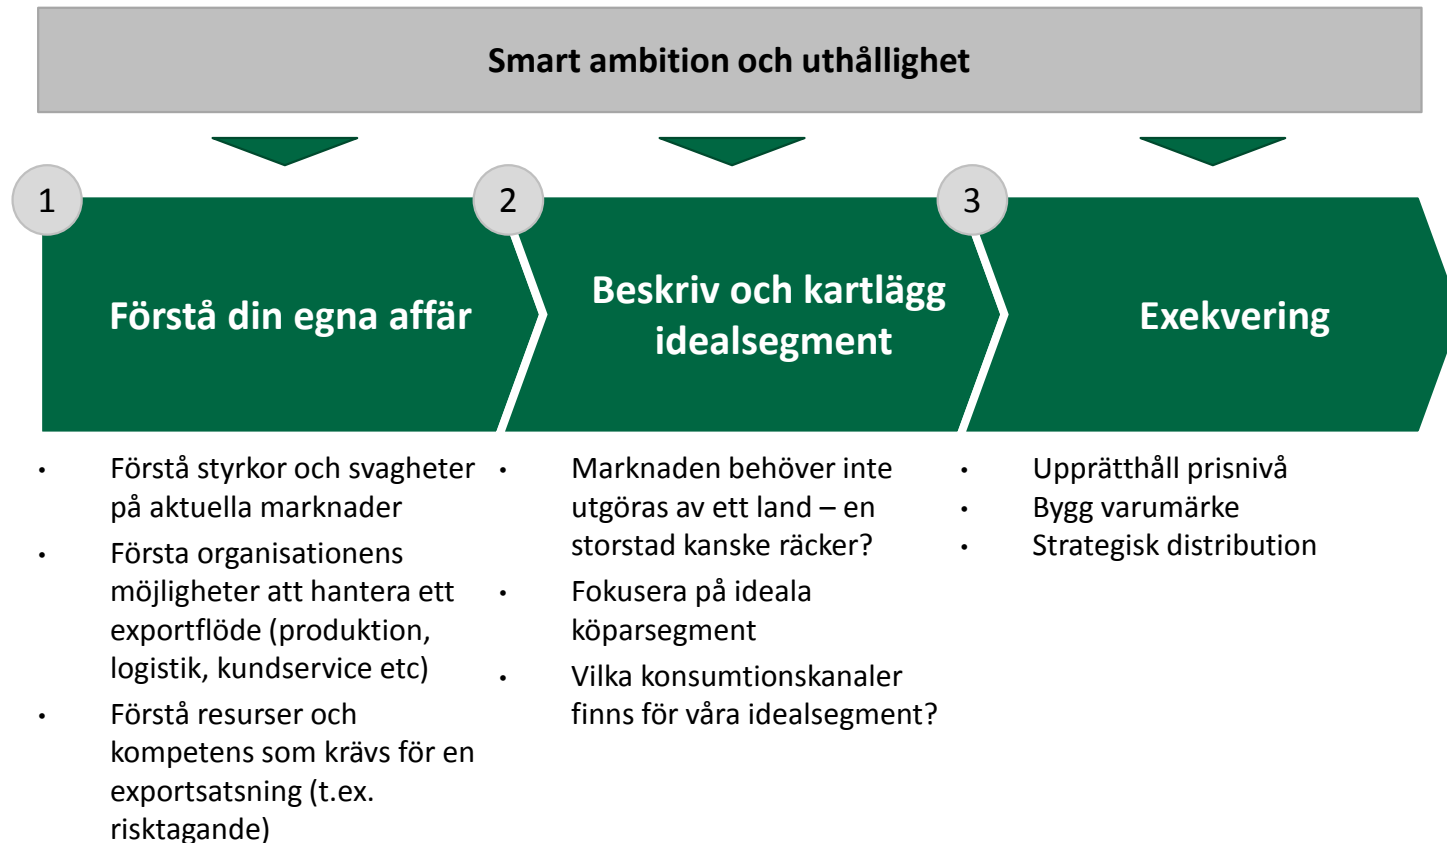 Smart ambition och uthållighet
1
Förstå din egna affär
• Förstå styrkor och svagheter
på aktuella marknader
• Första organisationens
möjligheter att hantera ett
exportflöde (produktion,
logistik, kundservice etc)
• Förstå resurser och
kompetens som krävs för en
exportsatsning (t.ex.
risktagande)
2
Beskriv och kartlägg
idealsegment
• Marknaden behöver inte
utgöras av ett land – en
storstad kanske räcker?
• Fokusera på ideala
köparsegment
• Vilka konsumtionskanaler
finns för våra idealsegment?
3
Exekvering
• Upprätthåll prisnivå
• Bygg varumärke
• Strategisk distribution